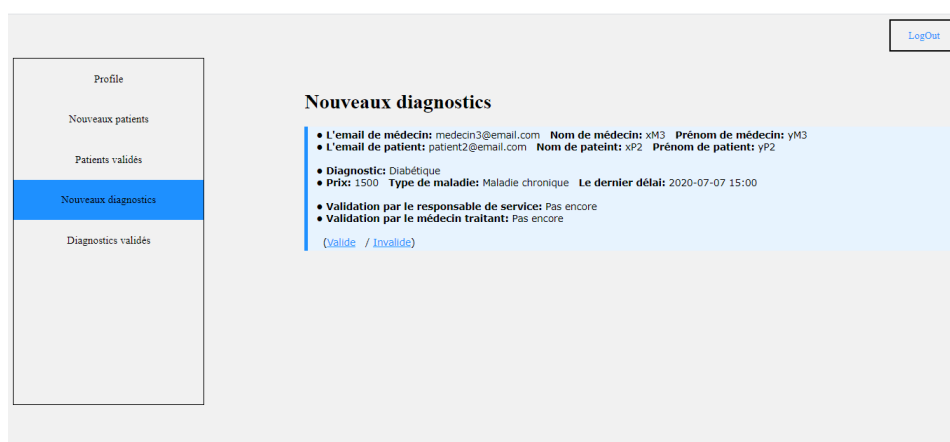 LogOut
Profile
Nouveaux patients
Patients validés
Nouveaux diagnostics
Diagnostics validés
Nouveaux diagnostics
● L'email de médecin: medecin3@email.com Nom de médecin: xM3 Prénom de médecin: yM3
● L'email de patient: patient2@email.com Nom de pateint: xP2 Prénom de patient: yP2
● Diagnostic: Diabétique
● Prix: 1500 Type de maladie: Maladie chronique Le dernier délai: 2020-07-07 15:00
● Validation par le responsable de service: Pas encore
● Validation par le médecin traitant: Pas encore
(Valide / Invalide)